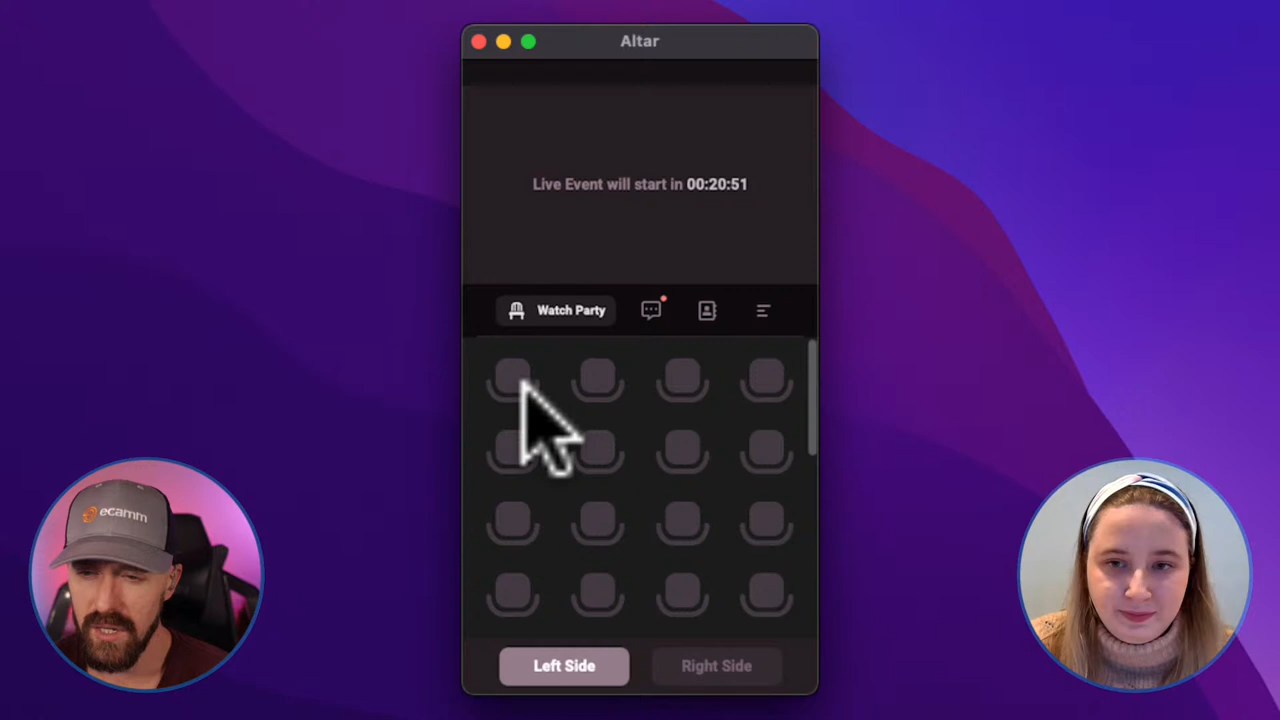 Altar
Live Event will start in 00:20:51
Watch Party
ecamm
Left Side
Right Side